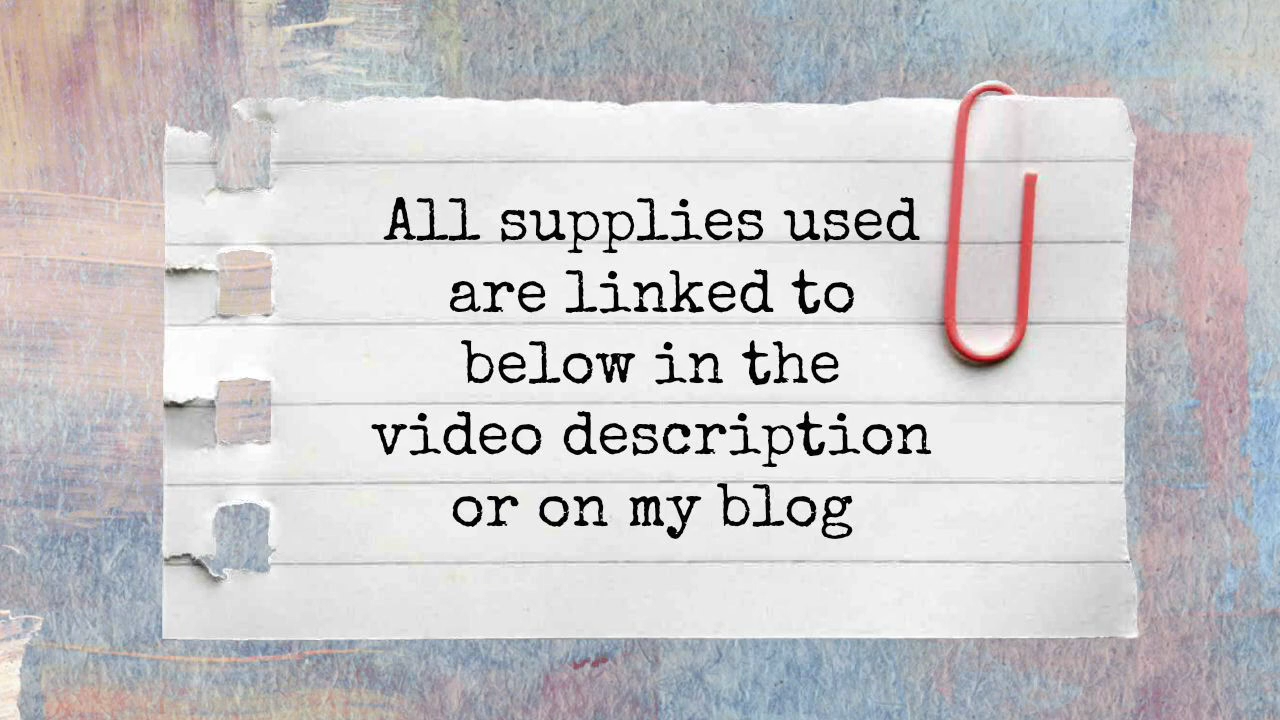 All supplies used
are linked to
below in the
video description
or on my blog